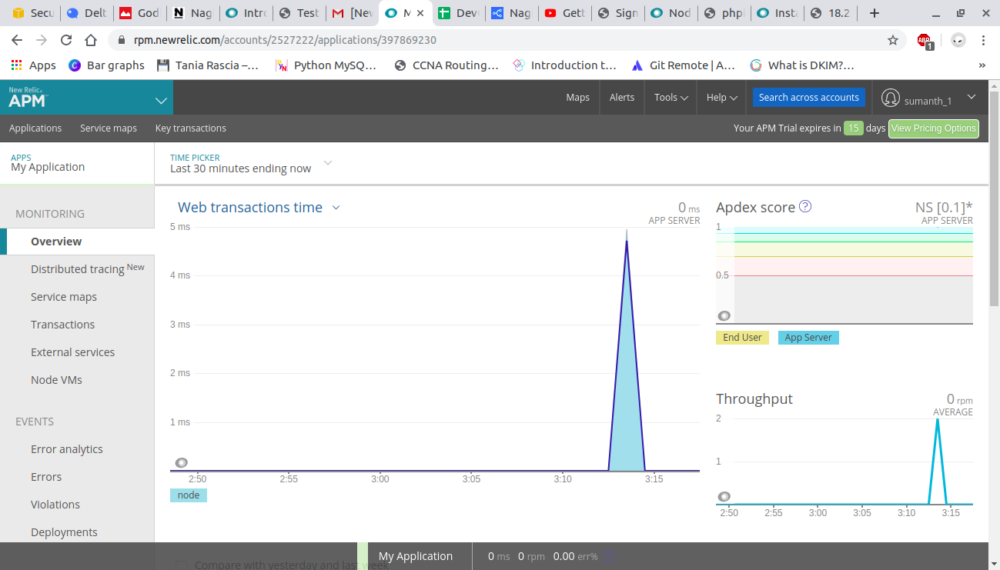 Secu
Delt
God
Nag
Intro
Test
[Nev
M
Dev
Nag
Gett
Sign
Nod
php
Inst
18.2
rpm.newrelic.com/accounts/2527222/applications/397869230
ABP
1
Apps
Bar graphs
Tania Rascia –…
Python MySQ…
CCNA Routing…
Introduction t…
Git Remote | A…
What is DKIM?…
»
New Relic®
APM™
Maps
Alerts
Tools
Help
Search across accounts
sumanth_1
Applications
Service maps
Key transactions
Your APM Trial expires in 15 days
View Pricing Options
APPS
My Application
TIME PICKER
Last 30 minutes ending now
MONITORING
Overview
Distributed tracing New
Service maps
Transactions
External services
Node VMs
EVENTS
Error analytics
Errors
Violations
Deployments
Web transactions time
0 ms
APP SERVER
5 ms
4 ms
3 ms
2 ms
1 ms
2:50
2:55
3:00
3:05
3:10
3:15
node
Apdex score ?
NS [0.1]*
APP SERVER
1
0.5
End User
App Server
Throughput
0 rpm
AVERAGE
2
1
2:50
2:55
3:00
3:05
3:10
3:15
My Application
0 ms
0 rpm
0.00 err%
Compare with yesterday and last week